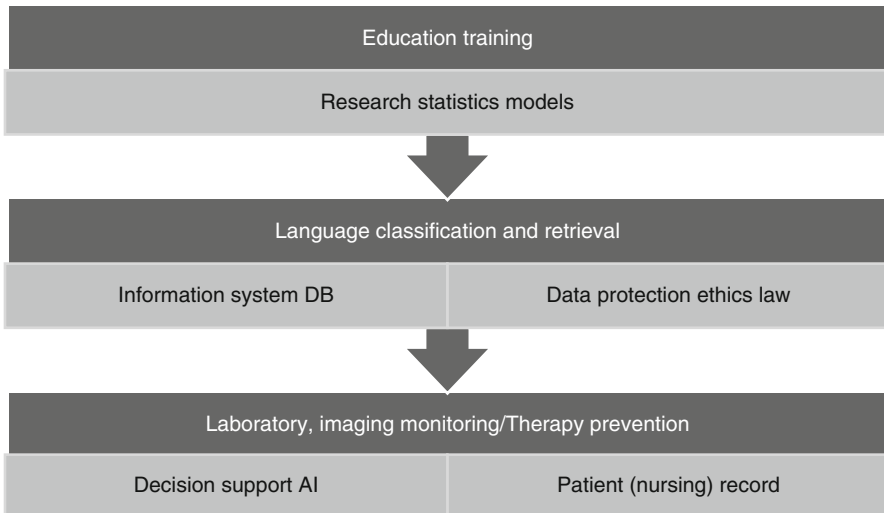 Education training
Research statistics models
Language classification and retrieval
Information system DB
Data protection ethics law
Laboratory, imaging monitoring/Therapy prevention
Decision support AI
Patient (nursing) record